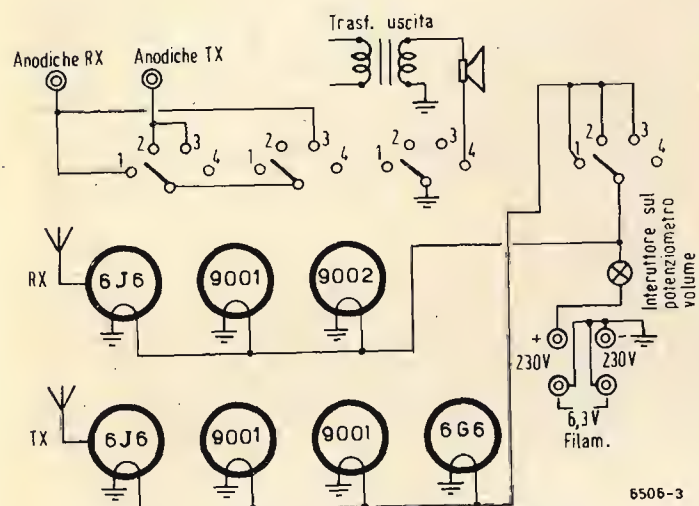 Trasf. uscita
Anodiche RX
Anodiche TX
1
2
3
4
1
2
3
4
1
2
3
4
1
2
3
4
RX
6J6
9001
9002
Interuttore sul
potenziometro
volume
+
-
230V
230V
6,3V
Filam.
TX
6J6
9001
9001
6G6
6506-3